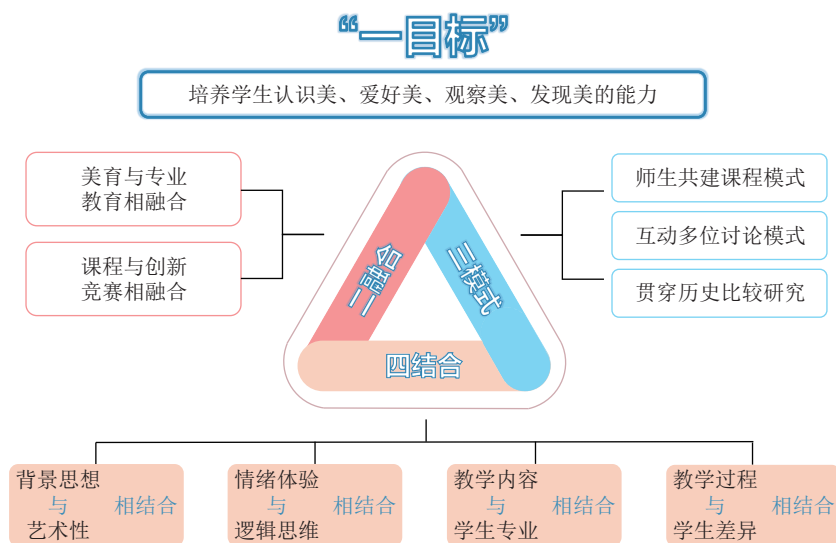 “一目标”
培养学生认识美、爱好美、观察美、发现美的能力
美育与专业
教育相融合
课程与创新
竞赛相融合
二融合
三模式
四结合
师生共建课程模式
互动多位讨论模式
贯穿历史比较研究
背景思想
与 相结合
艺术性
情绪体验
与 相结合
逻辑思维
教学内容
与 相结合
学生专业
教学过程
与 相结合
学生差异